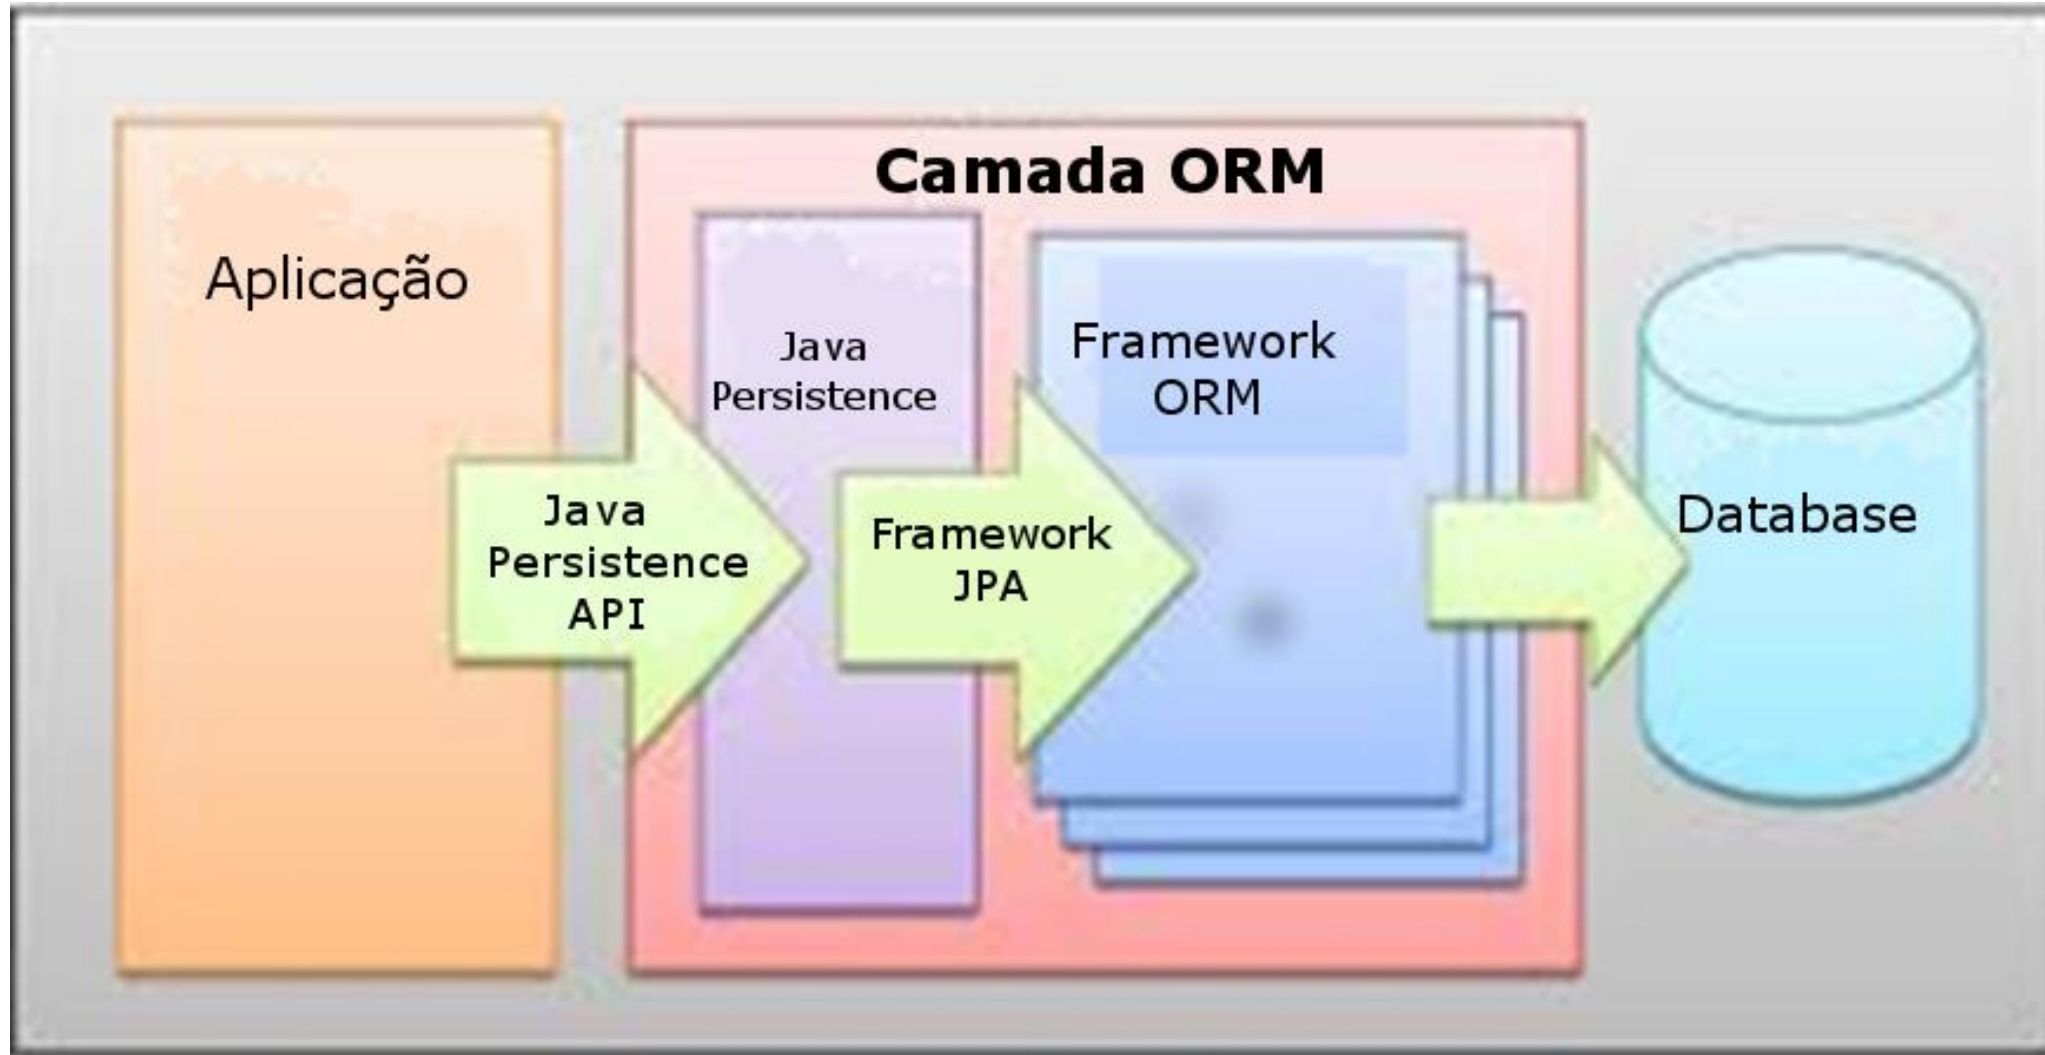 Camada ORM
Aplicação
Java
Persistence
Framework
ORM
Java
Persistence
API
Framework
JPA
Database